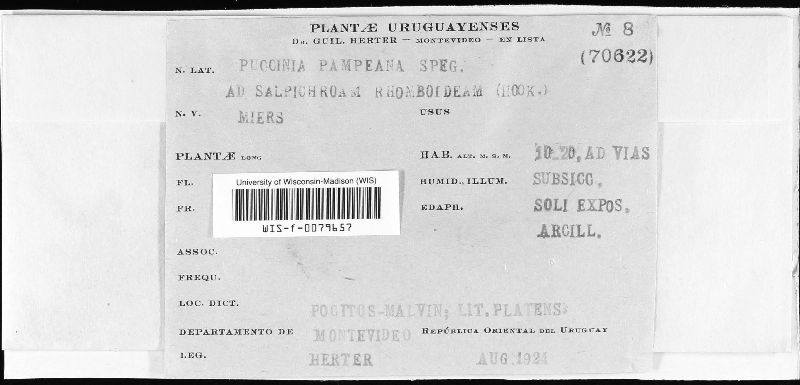 PLANTÆ URUGUAYENSES
Dr. GUIL. HERTER — MONTEVIDEO — EN LISTA
№ 8
(70622)
N. LAT. PUCCINIA PAMPEANA SPEG.
AD SALPICHROAM RHOMBOIDEAM (HOOK.)
N. V. MIERS USUS
PLANTÆ LONG HAB. ALT. M. S. M. 10-20, AD VIAS
FL. HUMID., ILLUM. SUBSICC,
University of Wisconsin-Madison (WIS)
WIS-f-0079657
FR. EDAPH. SOLI EXPOS,
ARCILL.
ASSOC.
FREQU.
LOC. DICT. POCITOS-MALVIN, LIT. PLATENS.
DEPARTAMENTO DE MONTEVIDEO REPÚBLICA ORIENTAL DEL URUGUAY
LEG. HERTER AUG. 1924